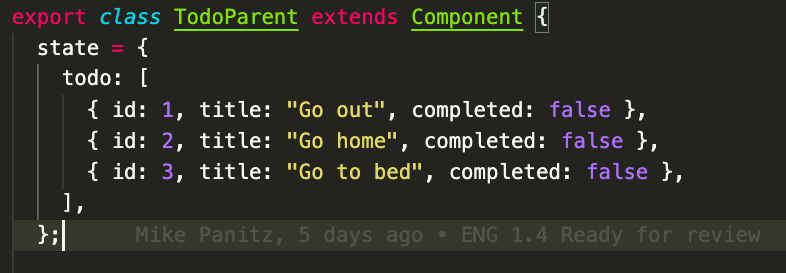 export class TodoParent extends Component {
  state = {
    todo: [
      { id: 1, title: "Go out", completed: false },
      { id: 2, title: "Go home", completed: false },
      { id: 3, title: "Go to bed", completed: false },
    ],
  }; Mike Panitz, 5 days ago • ENG 1.4 Ready for review